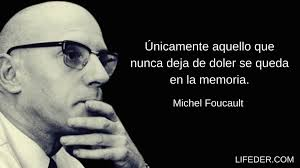 Únicamente aquello que
nunca deja de doler se queda
en la memoria.
Michel Foucault
LIFEDER.COM